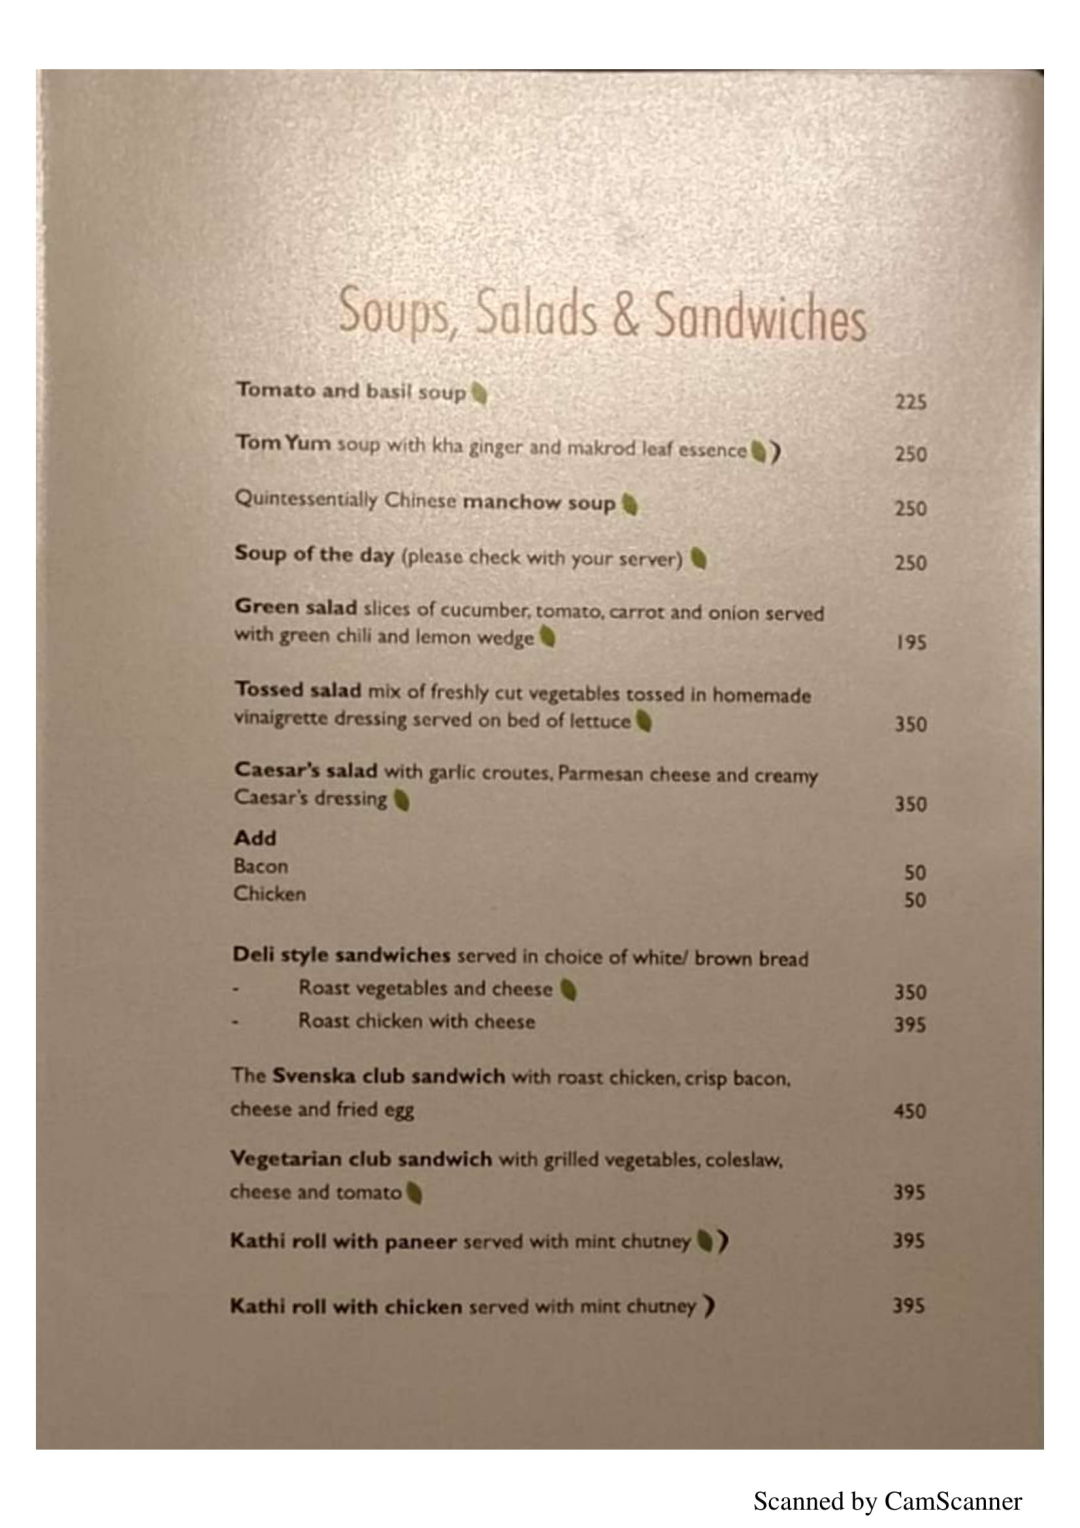 Soups, Salads & Sandwiches
Tomato and basil soup 225
Tom Yum soup with kha ginger and makrod leaf essence 250
Quintessentially Chinese manchow soup 250
Soup of the day (please check with your server) 250
Green salad slices of cucumber, tomato, carrot and onion served
with green chili and lemon wedge 195
Tossed salad mix of freshly cut vegetables tossed in homemade
vinaigrette dressing served on bed of lettuce 350
Caesar's salad with garlic croutes, Parmesan cheese and creamy
Caesar's dressing 350
Add
Bacon 50
Chicken 50
Deli style sandwiches served in choice of white/ brown bread
- Roast vegetables and cheese 350
- Roast chicken with cheese 395
The Svenska club sandwich with roast chicken, crisp bacon,
cheese and fried egg 450
Vegetarian club sandwich with grilled vegetables, coleslaw,
cheese and tomato 395
Kathi roll with paneer served with mint chutney 395
Kathi roll with chicken served with mint chutney 395
Scanned by CamScanner